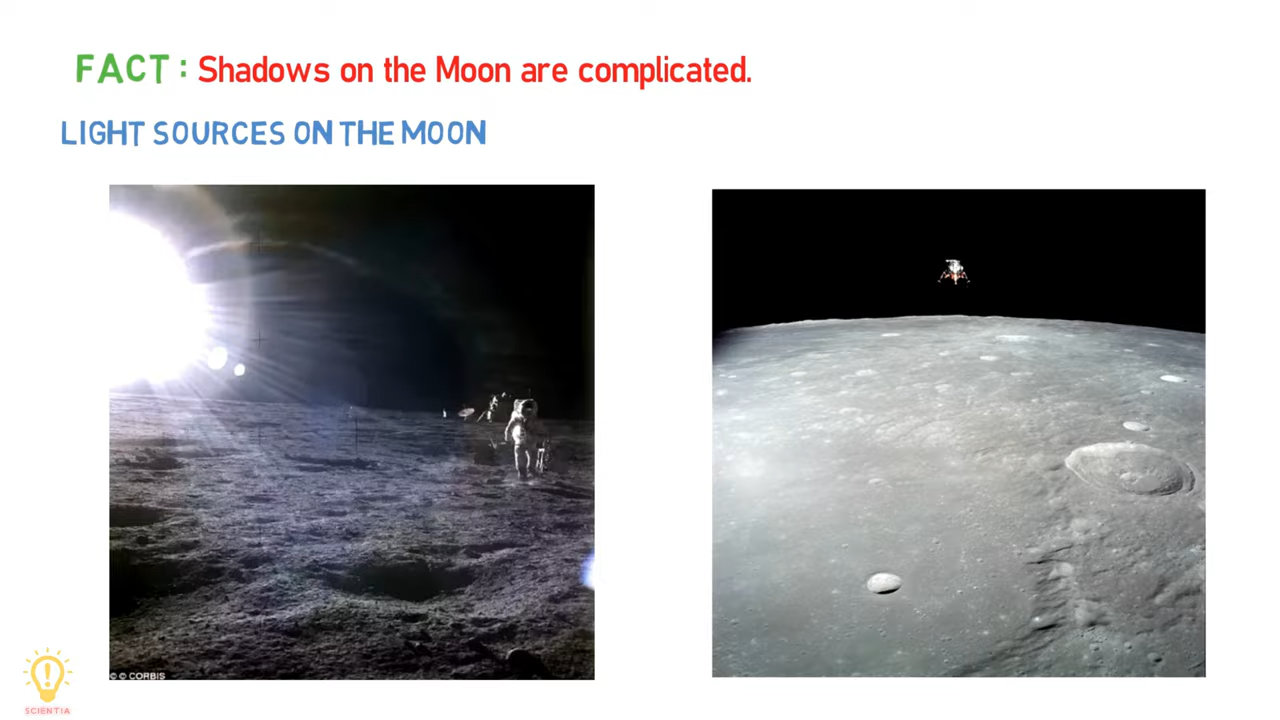 FACT : Shadows on the Moon are complicated.
LIGHT SOURCES ON THE MOON
© © CORBIS
SCIENTIA